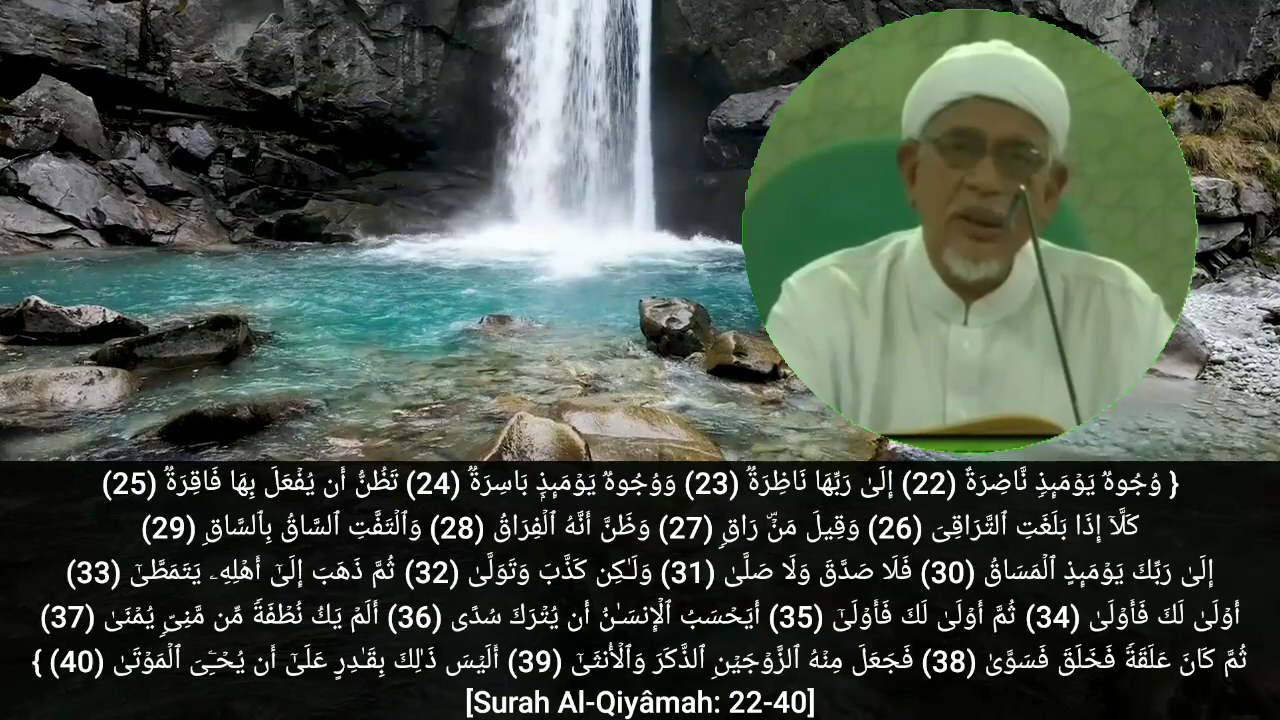 { وُجُوهٌ يَوۡمَىِٕذࣲ نَّاضِرَةٌ (22) إِلَىٰ رَبِّهَا نَاظِرَةࣱ (23) وَوُجُوهٌ يَوۡمَىِٕذِۭ بَاسِرَةࣱ (24) تَظُنُّ أَن یُفۡعَلَ بِهَا فَاقِرَةࣱ (25)
كَلَّاۤ إِذَا بَلَغَتِ ٱلتَّرَاقِیَ (26) وَقِیلَ مَنۡۜ رَاقࣲ (27) وَظَنَّ أَنَّهُ ٱلۡفِرَاقُ (28) وَٱلۡتَفَّتِ ٱلسَّاقُ بِٱلسَّاقِ (29)
إِلَىٰ رَبِّكَ یَوۡمَىِٕذٍ ٱلۡمَسَاقُ (30) فَلَا صَدَّقَ وَلَا صَلَّىٰ (31) وَلَـٰكِن كَذَّبَ وَتَوَلَّىٰ (32) ثُمَّ ذَهَبَ إِلَىٰۤ أَهۡلِهِۦ یَتَمَطَّىٰۤ (33)
أَوۡلَىٰ لَكَ فَأَوۡلَىٰ (34) ثُمَّ أَوۡلَىٰ لَكَ فَأَوۡلَىٰۤ (35) أَیَحۡسَبُ ٱلۡإِنسَـٰنُ أَن یُتۡرَكَ سُدًى (36) أَلَمۡ یَكُ نُطۡفَةࣰ مِّن مَّنِیࣲّ یُمۡنَىٰ (37)
ثُمَّ كَانَ عَلَقَةࣰ فَخَلَقَ فَسَوَّىٰ (38) فَجَعَلَ مِنۡهُ ٱلزَّوۡجَیۡنِ ٱلذَّكَرَ وَٱلۡأُنثَىٰۤ (39) أَلَیۡسَ ذَ ٰ⁠لِكَ بِقَـٰدِرٍ عَلَىٰۤ أَن یُحۡـِۧیَ ٱلۡمَوۡتَىٰ (40) }
[Surah Al-Qiyâmah: 22-40]